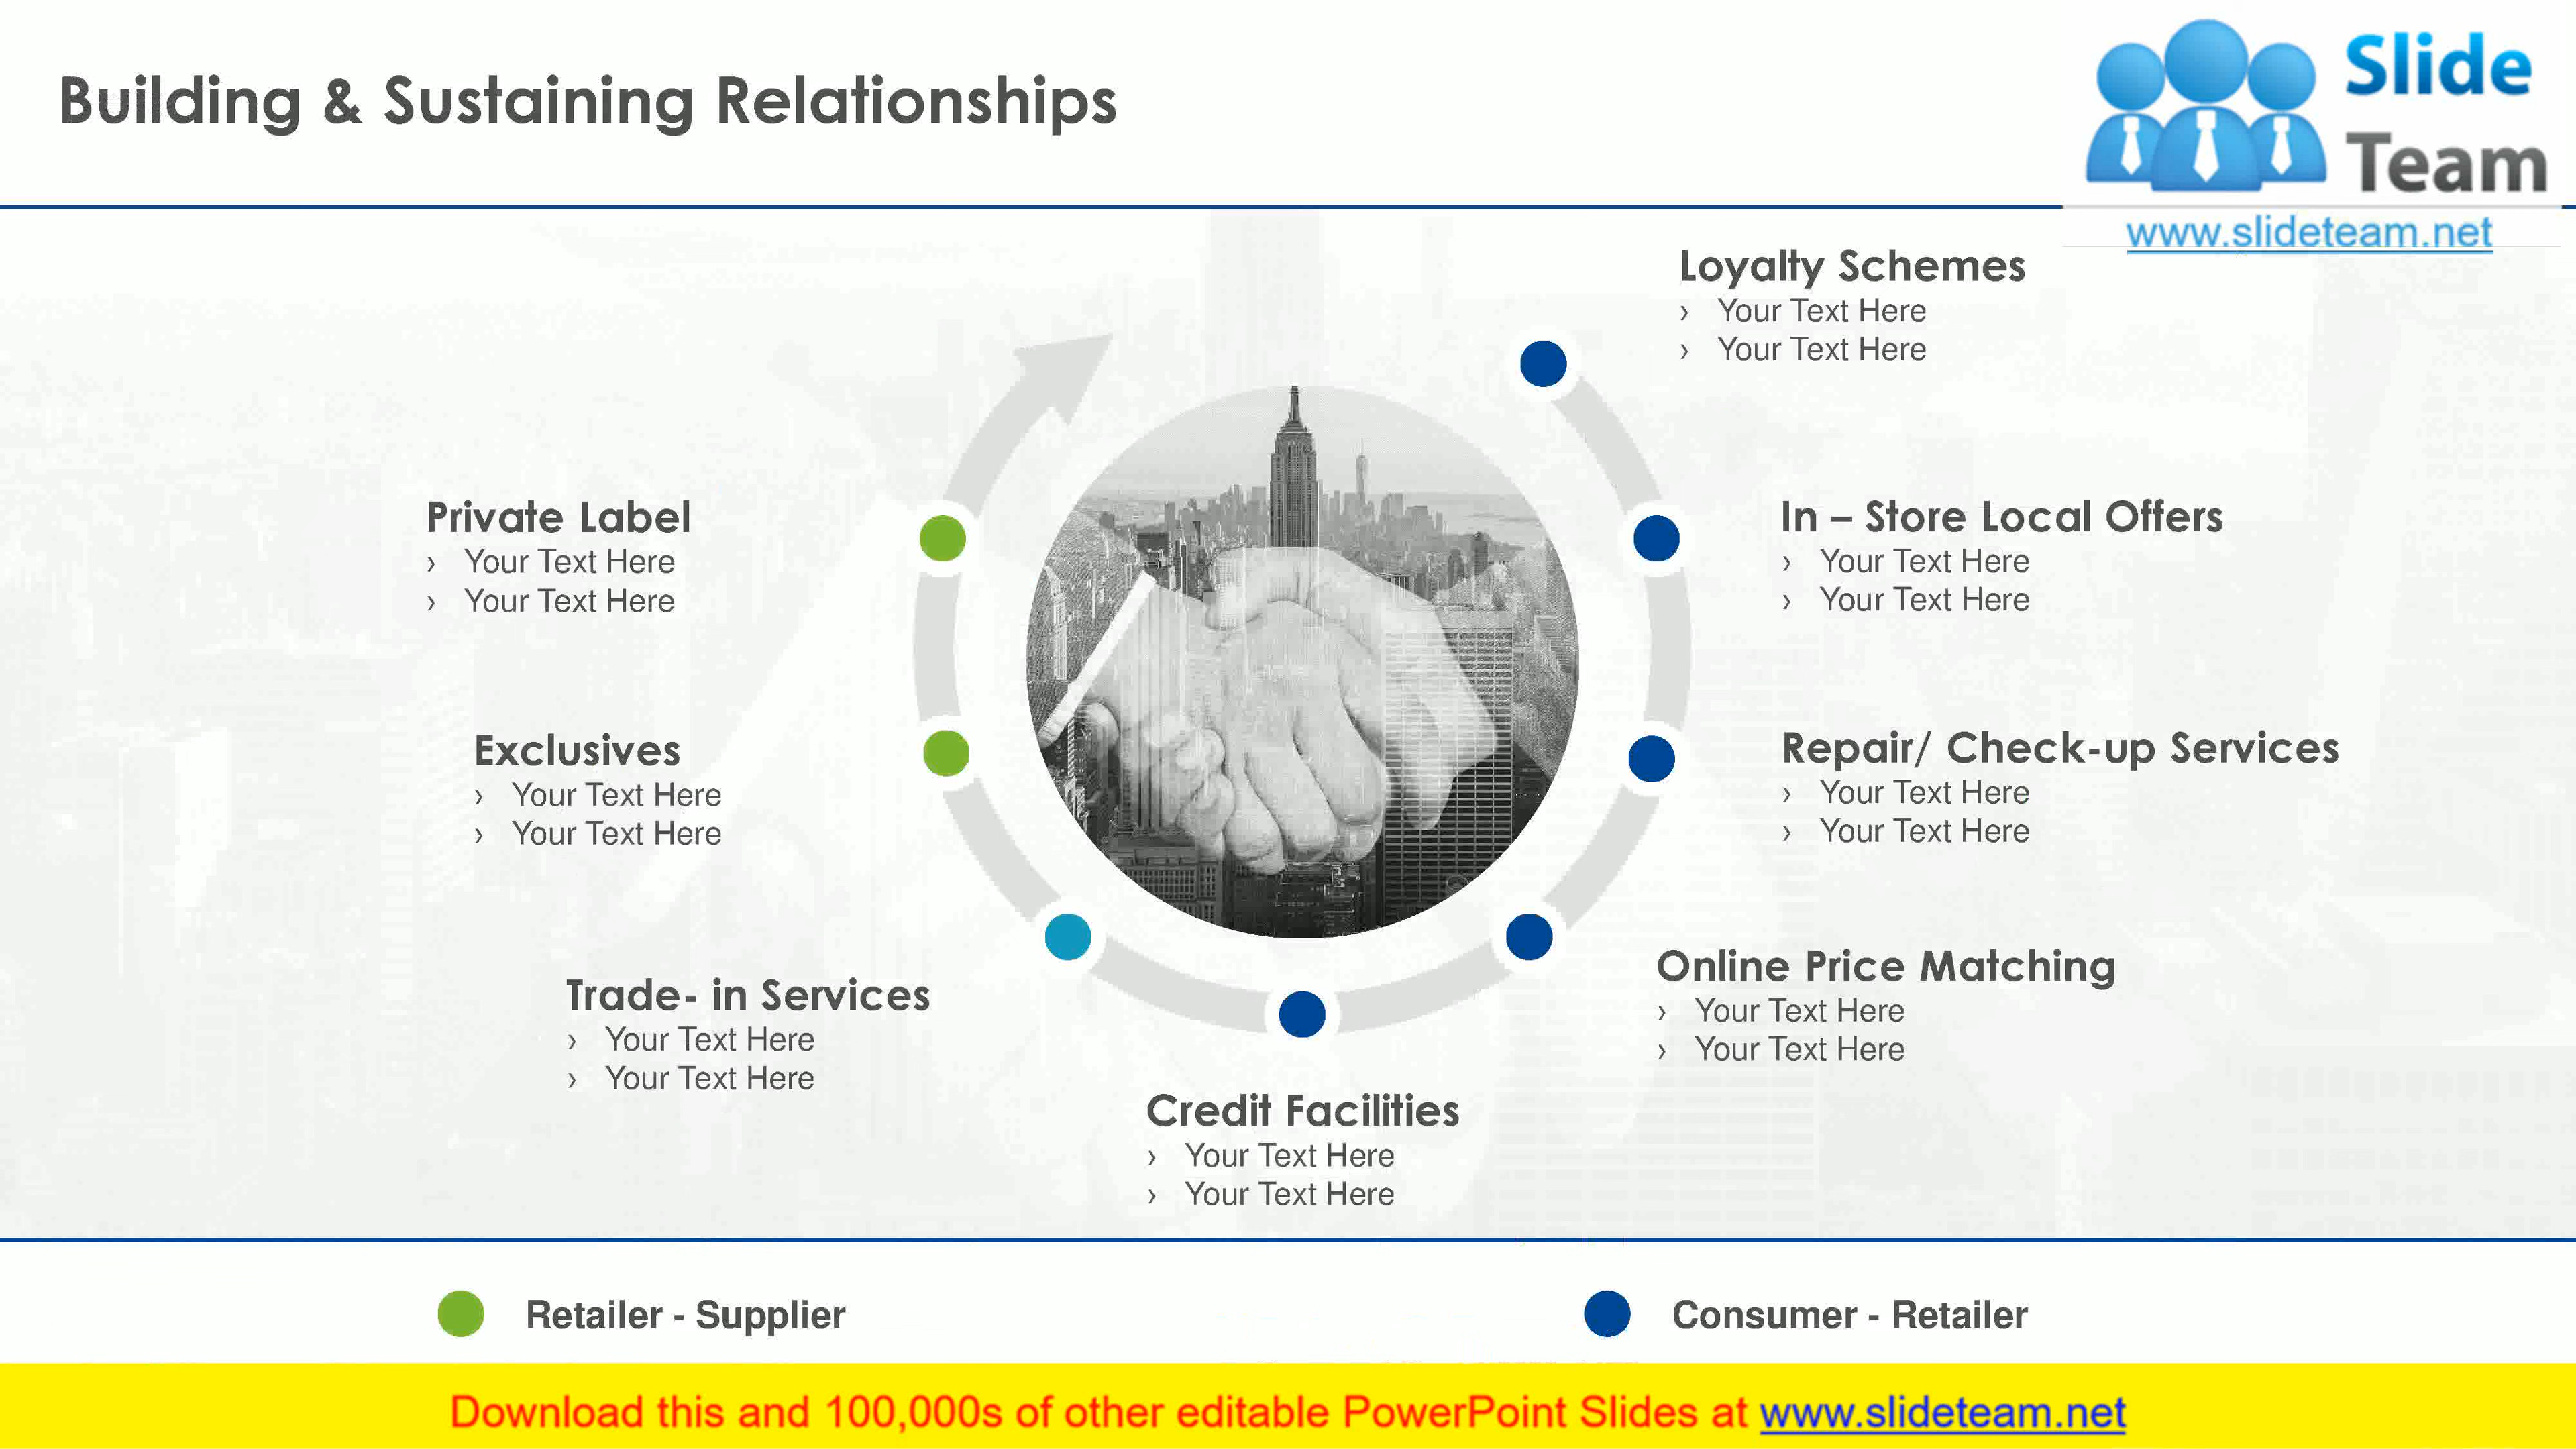 Building & Sustaining Relationships
Slide
Team
www.slideteam.net
Loyalty Schemes
› Your Text Here
› Your Text Here
In – Store Local Offers
› Your Text Here
› Your Text Here
Repair/ Check-up Services
› Your Text Here
› Your Text Here
Online Price Matching
› Your Text Here
› Your Text Here
Credit Facilities
› Your Text Here
› Your Text Here
Trade- in Services
› Your Text Here
› Your Text Here
Exclusives
› Your Text Here
› Your Text Here
Private Label
› Your Text Here
› Your Text Here
Retailer - Supplier
Consumer - Retailer
Download this and 100,000s of other editable PowerPoint Slides at www.slideteam.net